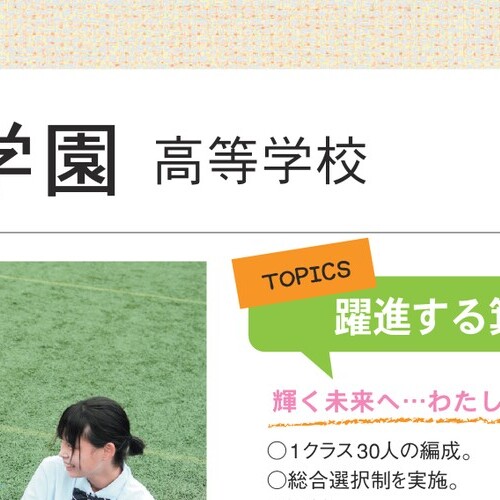 学園 高等学校
TOPICS
躍進する
輝く未来へ…わたし
○1クラス30人の編成。
○総合選択制を実施。